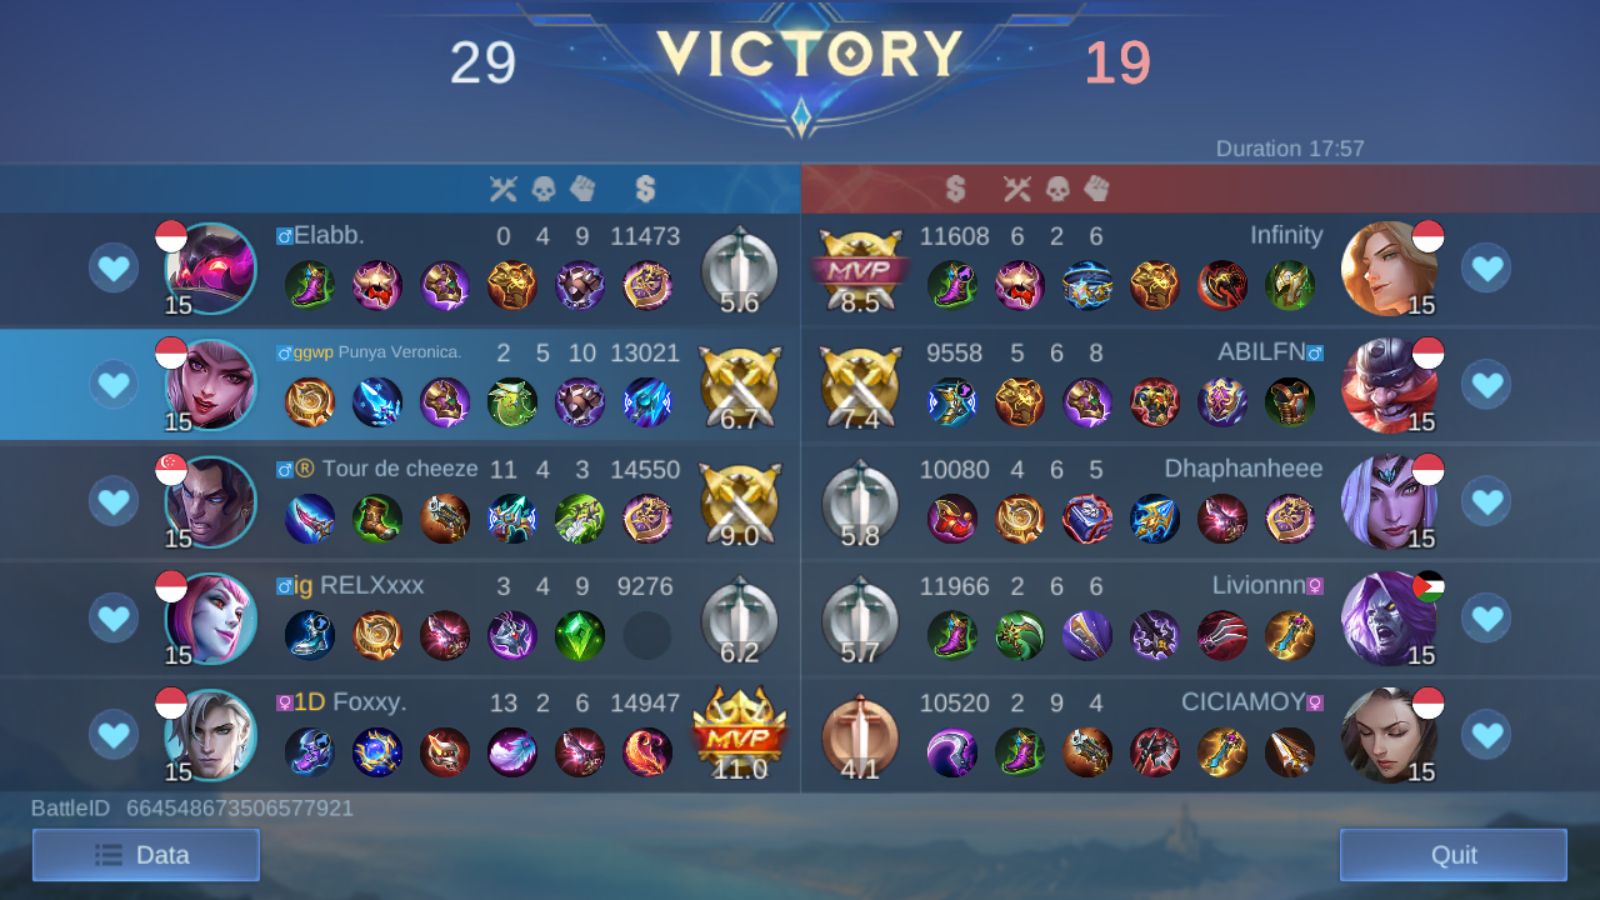 29 VICTORY 19
Duration 17:57
Elabb. 0 4 9 11473
15 5.6
11608 6 2 6 Infinity
MVP 8.5 15
ggwp Punya Veronica. 2 5 10 13021
15 6.7
9558 5 6 8 ABILFN
7.4 15
® Tour de cheeze 11 4 3 14550
15 9.0
10080 4 6 5 Dhaphanheee
5.8 15
ig RELXxxx 3 4 9 9276
15 6.2
11966 2 6 6 Livionnn
5.7 15
1D Foxxy. 13 2 6 14947
15 MVP 11.0
10520 2 9 4 CICIAMOY
4.1 15
BattleID 664548673506577921
Data
Quit